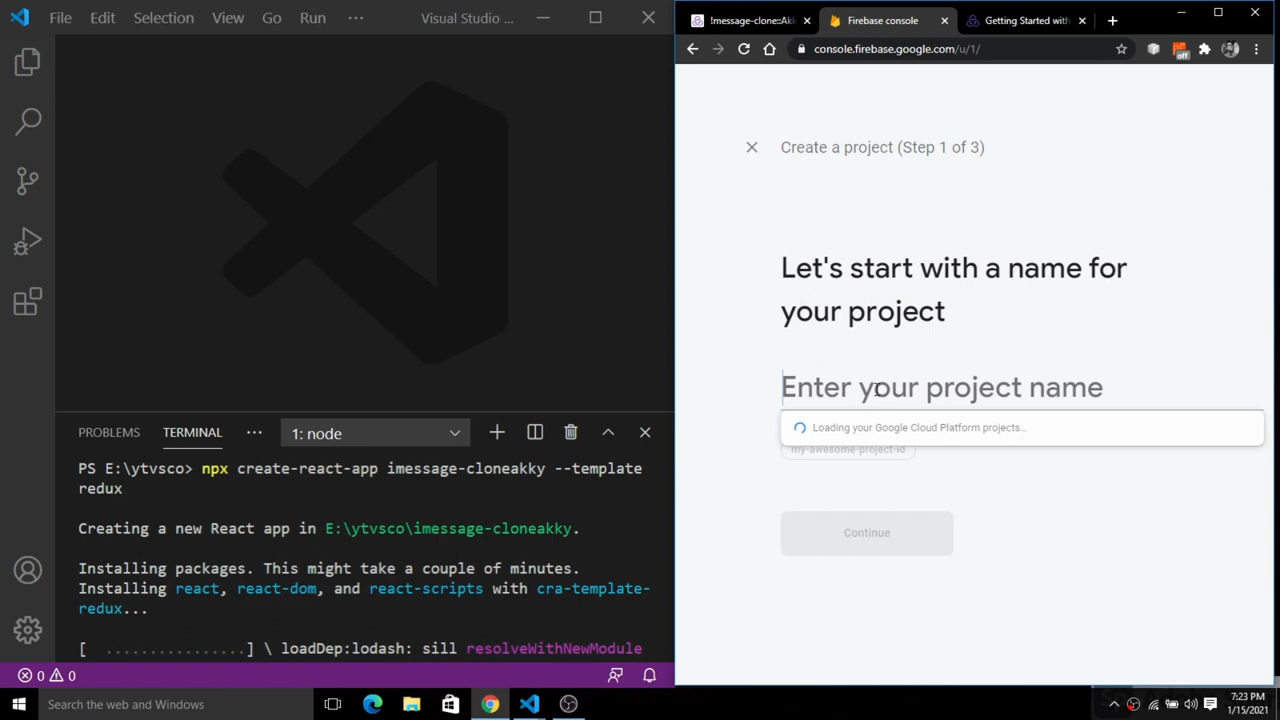 File Edit Selection View Go Run ··· Visual Studio ...
PROBLEMS TERMINAL ··· 1: node
PS E:\ytvsco> npx create-react-app imessage-cloneakky --template
redux
Creating a new React app in E:\ytvsco\imessage-cloneakky.
Installing packages. This might take a couple of minutes.
Installing react, react-dom, and react-scripts with cra-template-
redux...
[  ................] \ loadDep:lodash: sill resolveWithNewModule
0 0
!message-clone::Akk
Firebase console
Getting Started with
console.firebase.google.com/u/1/
off
Create a project (Step 1 of 3)
Let's start with a name for
your project
Enter your project name
Loading your Google Cloud Platform projects...
my-awesome-project-id
Continue
Search the web and Windows
7:23 PM
1/15/2021